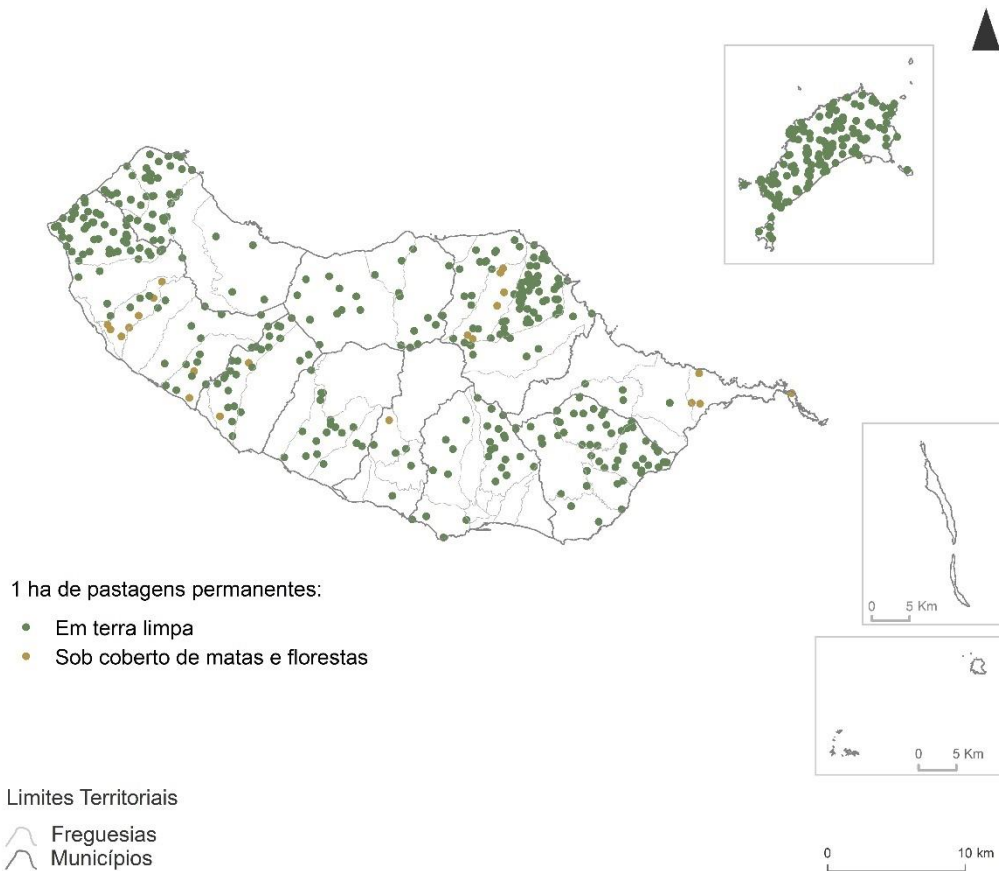 0 5 Km
0 5 Km
1 ha de pastagens permanentes:
Em terra limpa
Sob coberto de matas e florestas
Limites Territoriais
Freguesias
Municípios
0 10 km